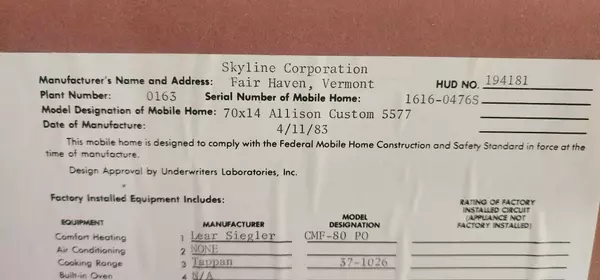 Skyline Corporation
Manufacturer's Name and Address: Fair Haven, Vermont HUD NO. 194181
Plant Number: 0163 Serial Number of Mobile Home: 1616-0476S
Model Designation of Mobile Home: 70x14 Allison Custom 5577
Date of Manufacture: 4/11/83
This mobile home is designed to comply with the Federal Mobile Home Construction and Safety Standard in force at the
time of manufacture.
Design Approval by Underwriters Laboratories, Inc.
Factory Installed Equipment Includes:
RATING OF FACTORY
INSTALLED CIRCUIT
(APPLIANCE NOT
FACTORY INSTALLED)
EQUIPMENT MANUFACTURER MODEL DESIGNATION
Comfort Heating 1 Lear Siegler CMF-80 PO
Air Conditioning 2 NONE
Cooking Range 3 Tappan 37-1026
Built-in Oven 4 N/A